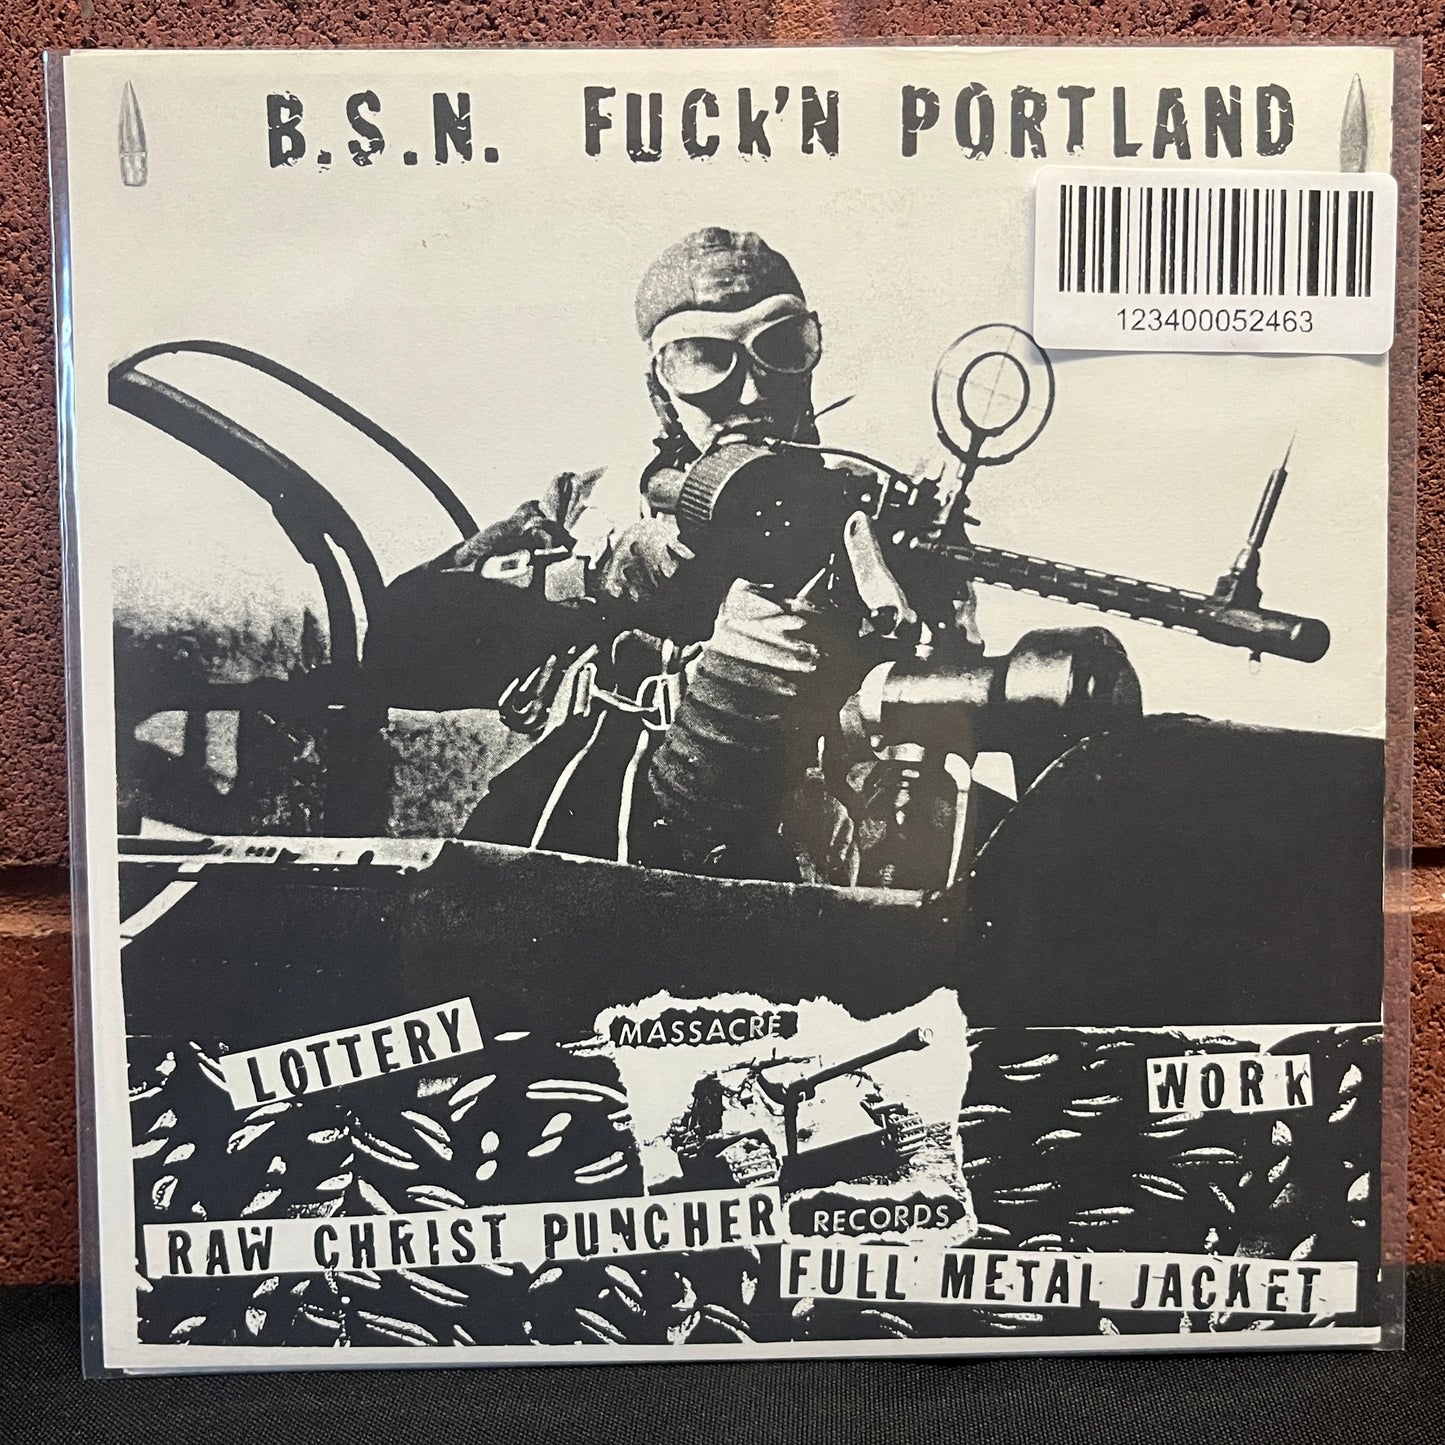 B.S.N. FUCK'N PORTLAND
123400052463
LOTTERY
MASSACRE
WORK
RAW CHRIST PUNCHER
RECORDS
FULL METAL JACKET